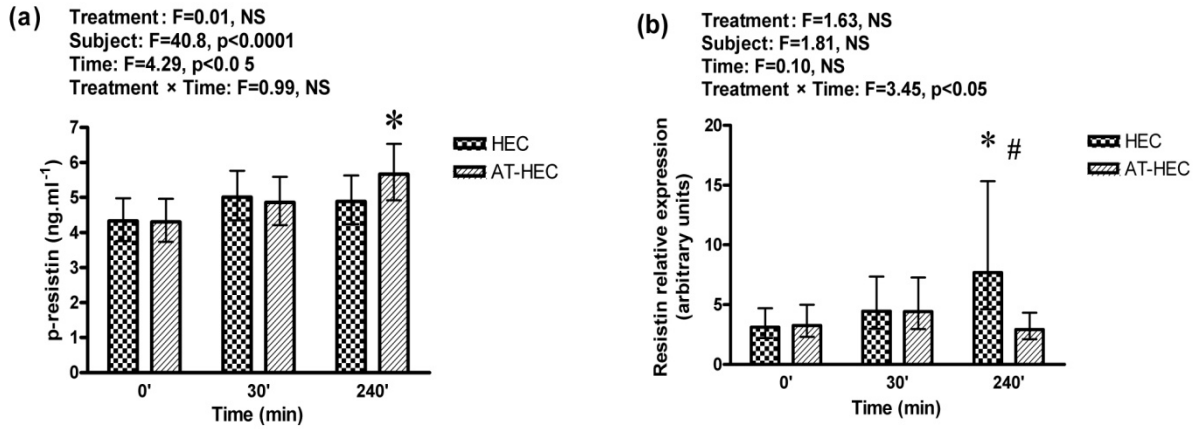 (a)
Treatment: F=0.01, NS
Subject: F=40.8, p<0.0001
Time: F=4.29, p<0.0 5
Treatment × Time: F=0.99, NS
p-resistin (ng.ml⁻¹)
7
6
5
4
3
2
1
0
*
HEC
AT-HEC
0' 30' 240'
Time (min)
(b)
Treatment: F=1.63, NS
Subject: F=1.81, NS
Time: F=0.10, NS
Treatment × Time: F=3.45, p<0.05
Resistin relative expression
(arbitrary units)
20
15
10
5
0
* #
HEC
AT-HEC
0' 30' 240'
Time (min)